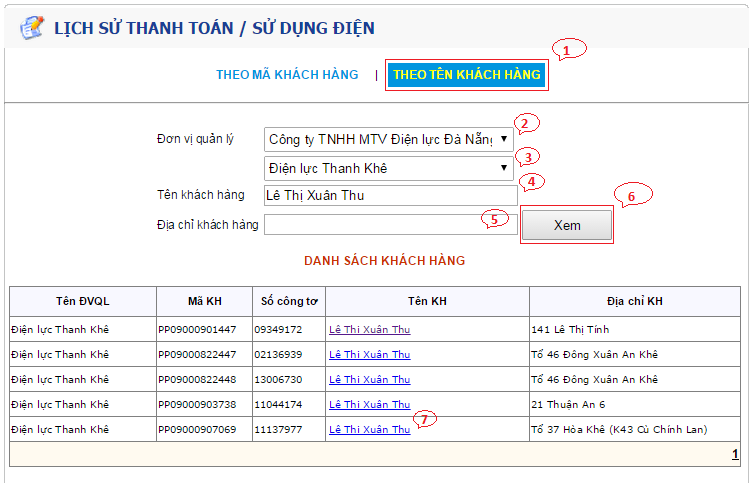 LỊCH SỬ THANH TOÁN / SỬ DỤNG ĐIỆN
1
THEO MÃ KHÁCH HÀNG | THEO TÊN KHÁCH HÀNG
2
Đơn vị quản lý Công ty TNHH MTV Điện lực Đà Nẵng
3
Điện lực Thanh Khê
4
Tên khách hàng Lê Thị Xuân Thu
5
6
Địa chỉ khách hàng Xem
DANH SÁCH KHÁCH HÀNG
Tên ĐVQL Mã KH Số công tơ Tên KH Địa chỉ KH
Điện lực Thanh Khê PP09000901447 09349172 Lê Thị Xuân Thu 141 Lê Thị Tính
Điện lực Thanh Khê PP09000822447 02136939 Lê Thị Xuân Thu Tổ 46 Đông Xuân An Khê
Điện lực Thanh Khê PP09000822448 13006730 Lê Thị Xuân Thu Tổ 46 Đông Xuân An Khê
Điện lực Thanh Khê PP09000903738 11044174 Lê Thị Xuân Thu 21 Thuận An 6
7
Điện lực Thanh Khê PP09000907069 11137977 Lê Thị Xuân Thu Tổ 37 Hòa Khê (K43 Cù Chính Lan)
1